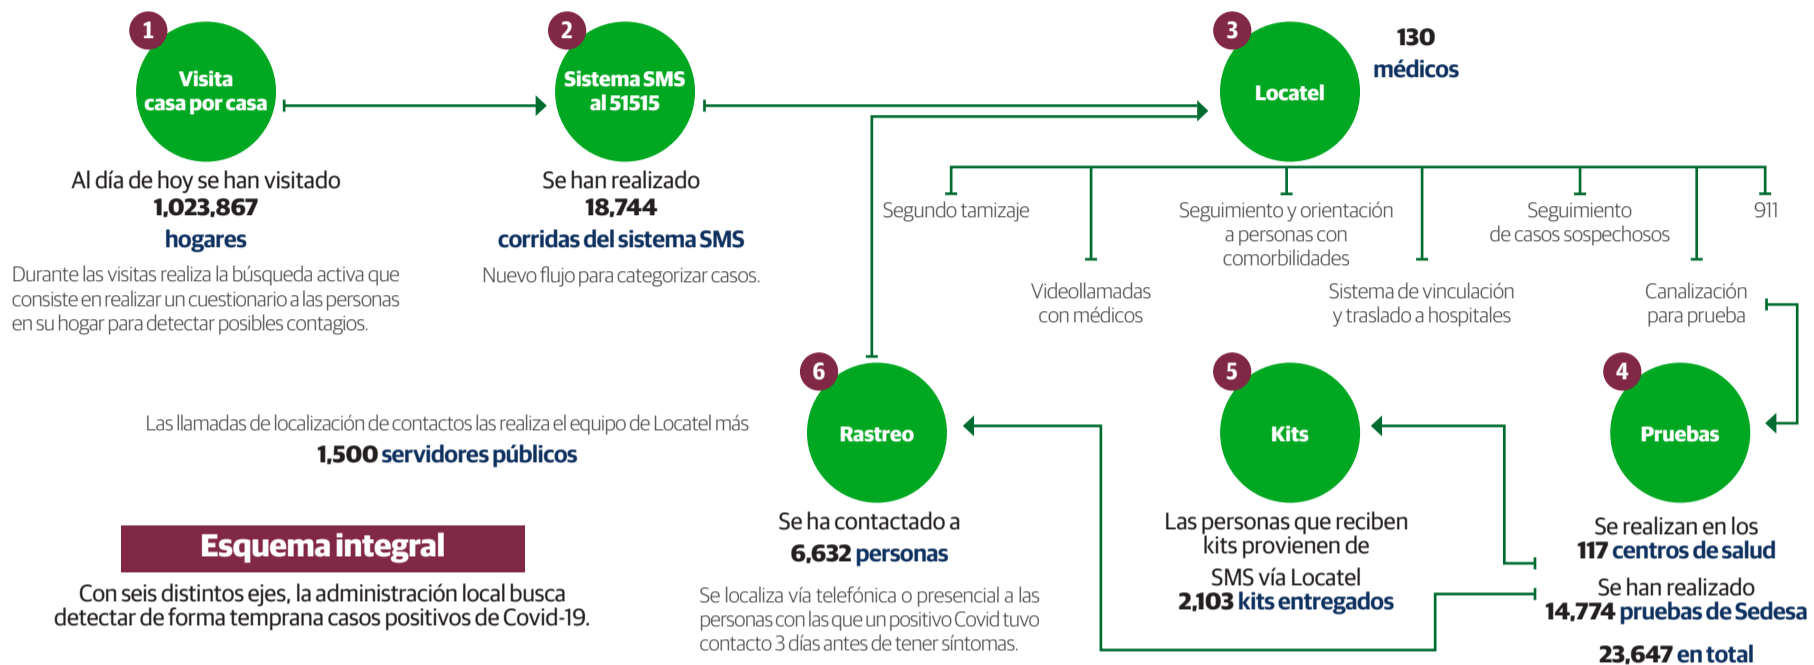 1
Visita
casa por casa
Al día de hoy se han visitado
1,023,867
hogares
Durante las visitas realiza la búsqueda activa que
consiste en realizar un cuestionario a las personas
en su hogar para detectar posibles contagios.
2
Sistema SMS
al 51515
Se han realizado
18,744
corridas del sistema SMS
Nuevo flujo para categorizar casos.
3
Locatel
130
médicos
Segundo tamizaje
Videollamadas
con médicos
Seguimiento y orientación
a personas con
comorbilidades
Sistema de vinculación
y traslado a hospitales
Seguimiento
de casos sospechosos
Canalización
para prueba
911
4
Pruebas
Se realizan en los
117 centros de salud
Se han realizado
14,774 pruebas de Sedesa
23,647 en total
5
Kits
Las personas que reciben
kits provienen de
SMS vía Locatel
2,103 kits entregados
6
Rastreo
Se ha contactado a
6,632 personas
Se localiza vía telefónica o presencial a las
personas con las que un positivo Covid tuvo
contacto 3 días antes de tener síntomas.
Las llamadas de localización de contactos las realiza el equipo de Locatel más
1,500 servidores públicos
Esquema integral
Con seis distintos ejes, la administración local busca
detectar de forma temprana casos positivos de Covid-19.